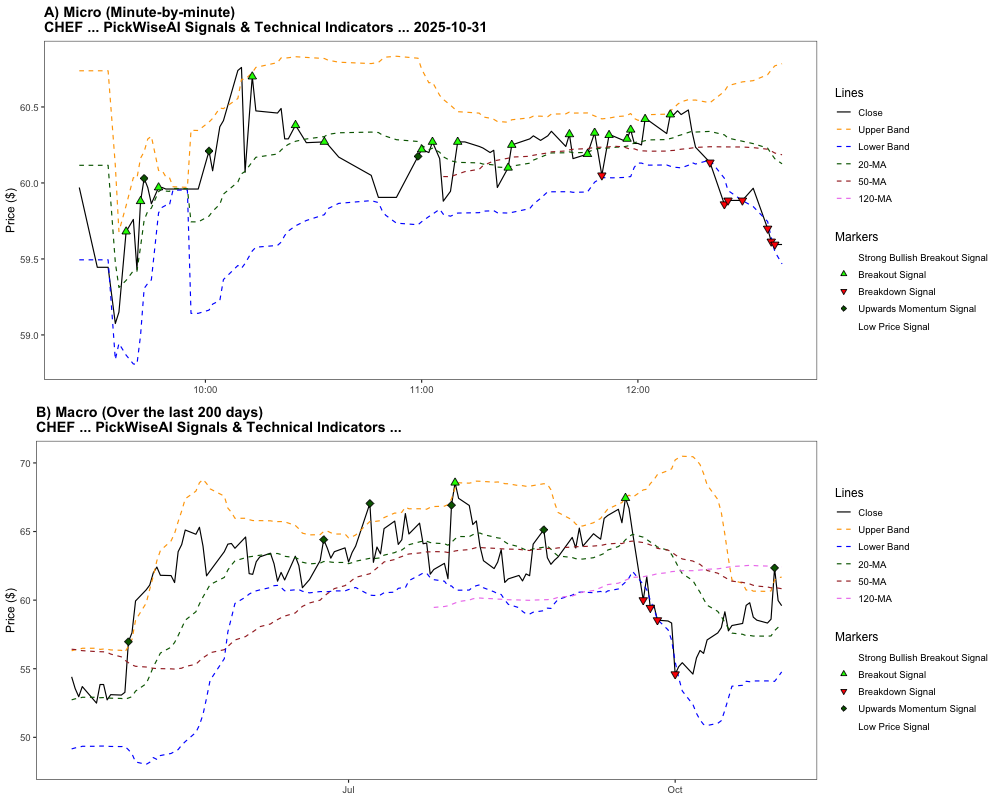 A) Micro (Minute-by-minute)
CHEF ... PickWiseAI Signals & Technical Indicators ... 2025-10-31
Price ($)
60.5
60.0
59.5
59.0
10:00
11:00
12:00
Lines
Close
Upper Band
Lower Band
20-MA
50-MA
120-MA
Markers
Strong Bullish Breakout Signal
Breakout Signal
Breakdown Signal
Upwards Momentum Signal
Low Price Signal
B) Macro (Over the last 200 days)
CHEF ... PickWiseAI Signals & Technical Indicators ...
Price ($)
70
65
60
55
50
Jul
Oct
Lines
Close
Upper Band
Lower Band
20-MA
50-MA
120-MA
Markers
Strong Bullish Breakout Signal
Breakout Signal
Breakdown Signal
Upwards Momentum Signal
Low Price Signal